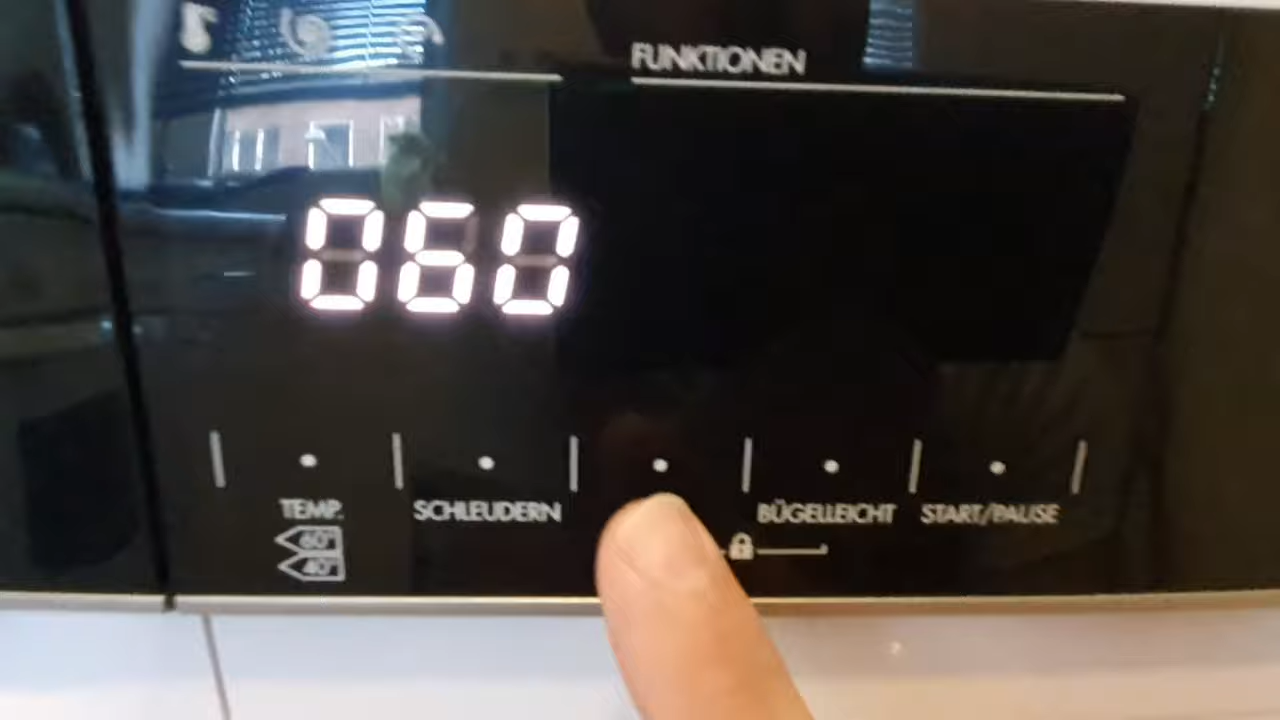 FUNKTIONEN
060
TEMP. SCHLEUDERN BÜGELLEICHT START/PAUSE
60°
40°